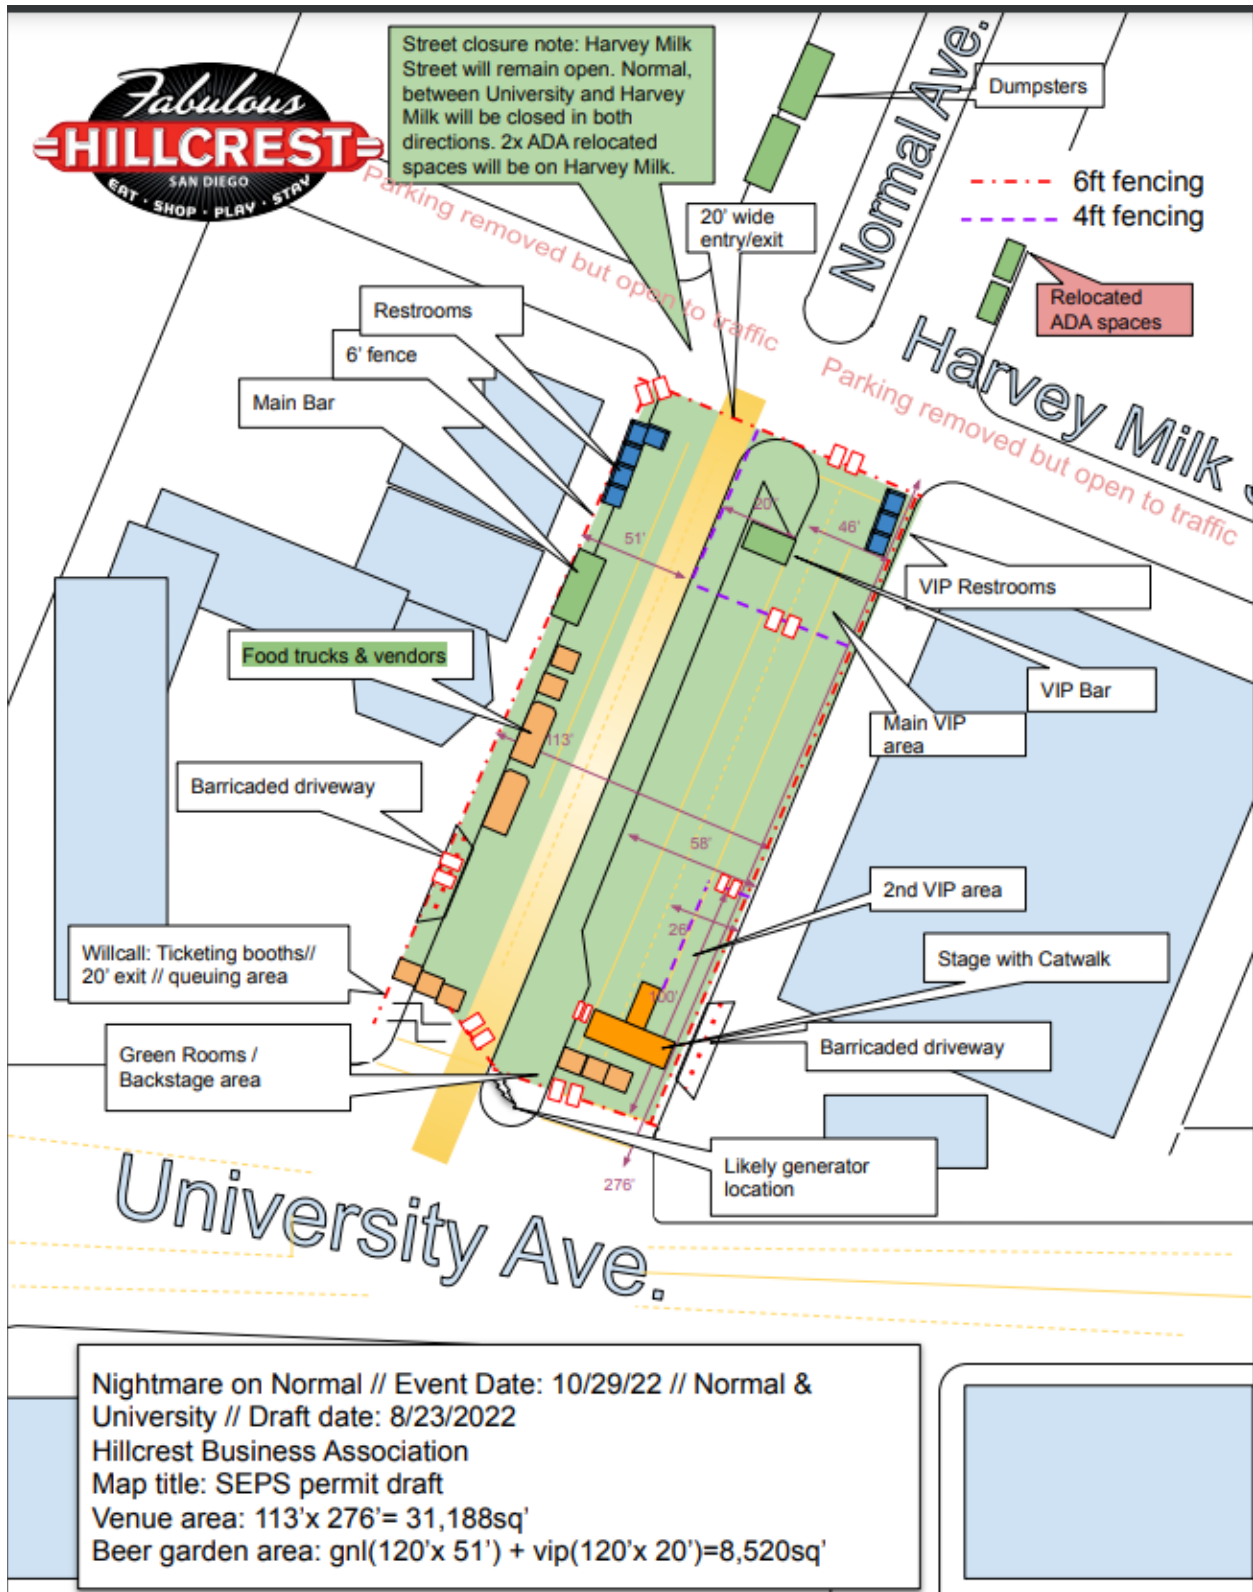 Fabulous
HILLCREST
SAN DIEGO
EAT · SHOP · PLAY · STAY
Street closure note: Harvey Milk
Street will remain open. Normal,
between University and Harvey
Milk will be closed in both
directions. 2x ADA relocated
spaces will be on Harvey Milk.
Normal Ave.
Dumpsters
6ft fencing
4ft fencing
20' wide
entry/exit
Parking removed but open to traffic
Relocated
ADA spaces
Harvey Milk
Parking removed but open to traffic
Restrooms
6' fence
Main Bar
20'
46'
51'
VIP Restrooms
Food trucks & vendors
VIP Bar
Main VIP
area
113'
Barricaded driveway
58'
2nd VIP area
26'
Willcall: Ticketing booths//
20' exit // queuing area
Stage with Catwalk
100'
Green Rooms /
Backstage area
Barricaded driveway
Likely generator
location
276'
University Ave.
Nightmare on Normal // Event Date: 10/29/22 // Normal &
University // Draft date: 8/23/2022
Hillcrest Business Association
Map title: SEPS permit draft
Venue area: 113'x 276'= 31,188sq'
Beer garden area: gnl(120'x 51') + vip(120'x 20')=8,520sq'